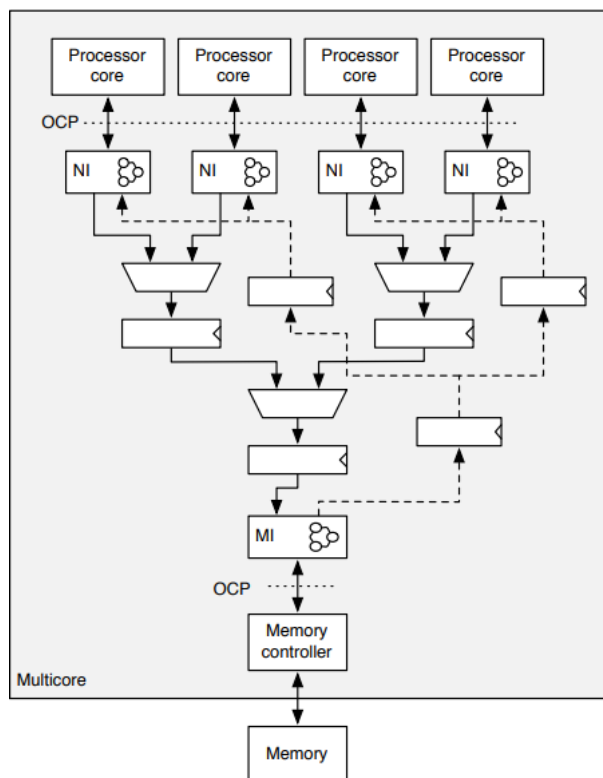 Processor
core
Processor
core
Processor
core
Processor
core
OCP
NI
NI
NI
NI
MI
OCP
Memory
controller
Multicore
Memory